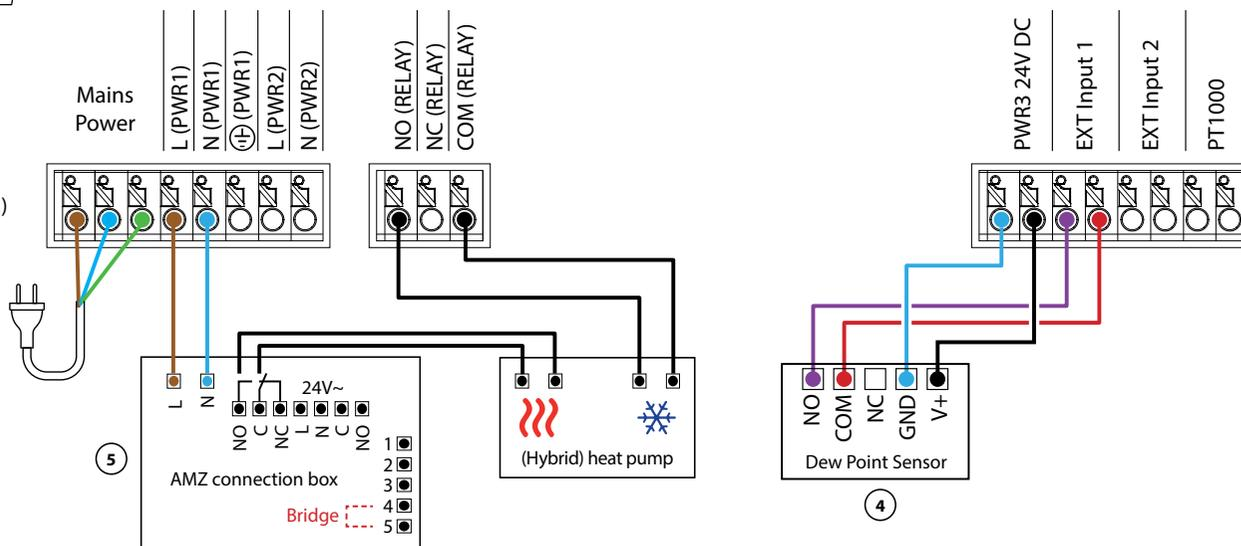 Mains
Power
L (PWR1)
N (PWR1)
(PWR1)
L (PWR2)
N (PWR2)
NO (RELAY)
NC (RELAY)
COM (RELAY)
PWR3 24V DC
EXT Input 1
EXT Input 2
PT1000
)
L
N
24V~
NO
C
NC
L
N
C
NO
1
2
3
4
5
AMZ connection box
Bridge
5
(Hybrid) heat pump
NO
COM
NC
GND
V+
Dew Point Sensor
4